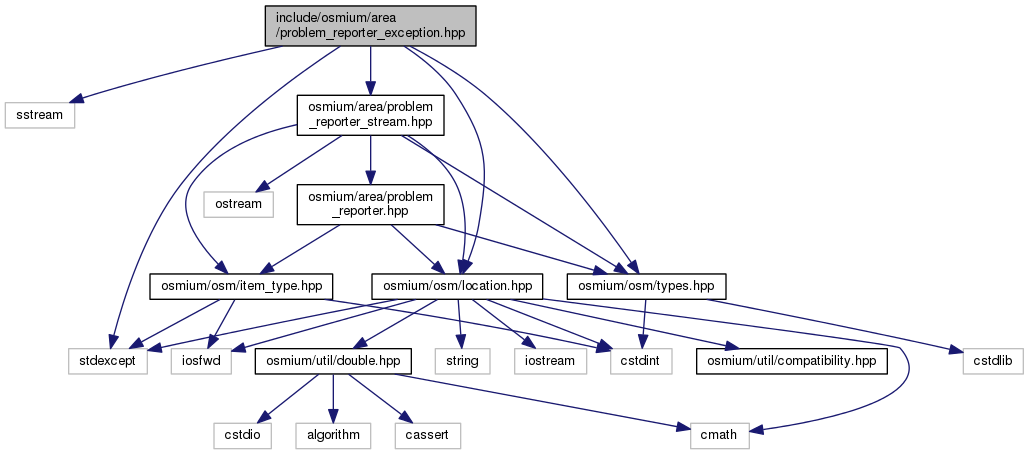 include/osmium/area
/problem_reporter_exception.hpp
sstream
osmium/area/problem
_reporter_stream.hpp
ostream
osmium/area/problem
_reporter.hpp
osmium/osm/item_type.hpp
osmium/osm/location.hpp
osmium/osm/types.hpp
stdexcept
iosfwd
osmium/util/double.hpp
string
iostream
cstdint
osmium/util/compatibility.hpp
cstdlib
cstdio
algorithm
cassert
cmath